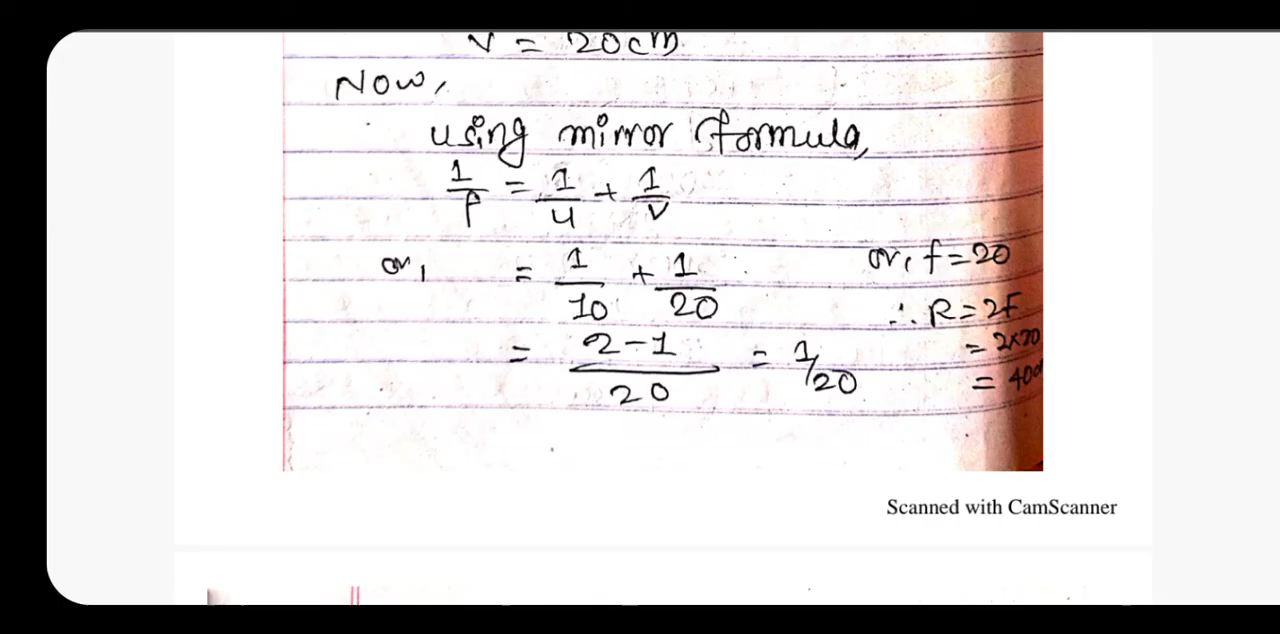 v = 20cm
Now,
using mirror formula,
1/f = 1/u + 1/v
or, = 1/10 + 1/20
= 2-1/20 = 1/20
or, f=20
∴ R=2f
= 2×20
= 40c
Scanned with CamScanner